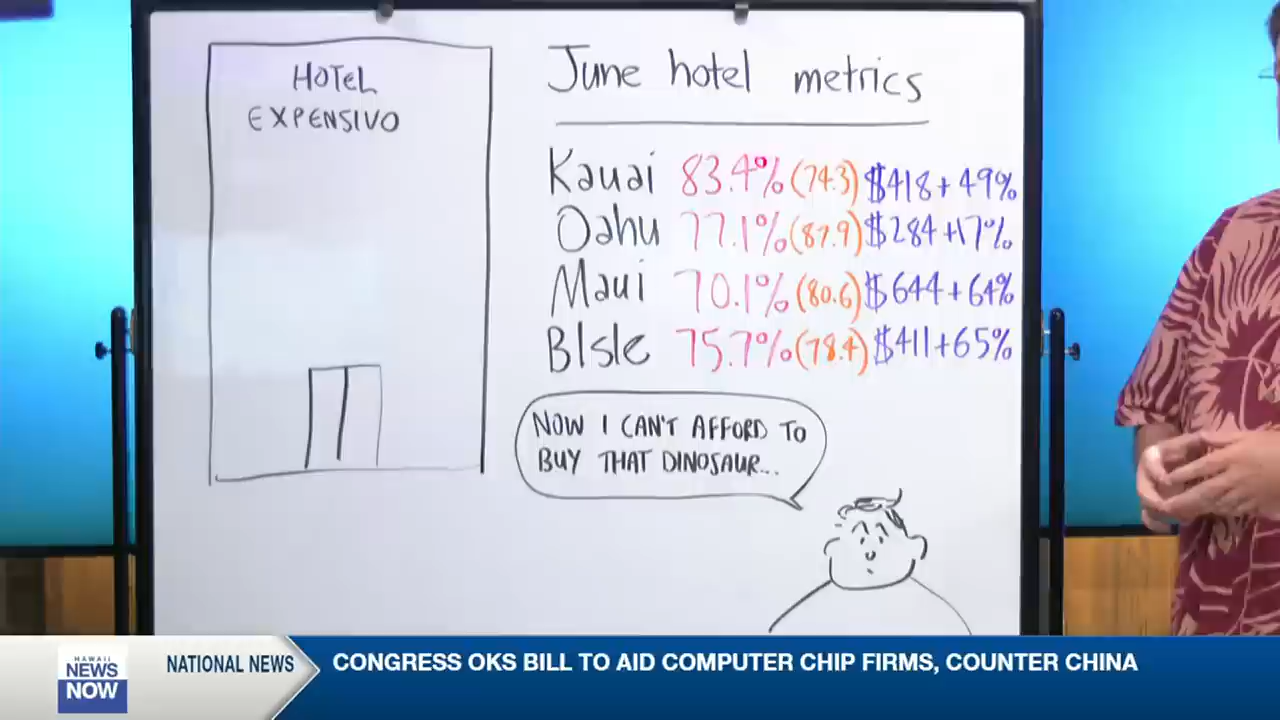 HOTEL
EXPENSIVO
June hotel metrics
Kauai 83.4% (74.3) $418 + 49%
Oahu 77.1% (87.9) $284 +17%
Maui 70.1% (80.6) $644 + 64%
BIsle 75.7% (78.4) $411 +65%
NOW I CAN'T AFFORD TO
BUY THAT DINOSAUR...
HAWAII
NEWS
NOW
NATIONAL NEWS
CONGRESS OKS BILL TO AID COMPUTER CHIP FIRMS, COUNTER CHINA